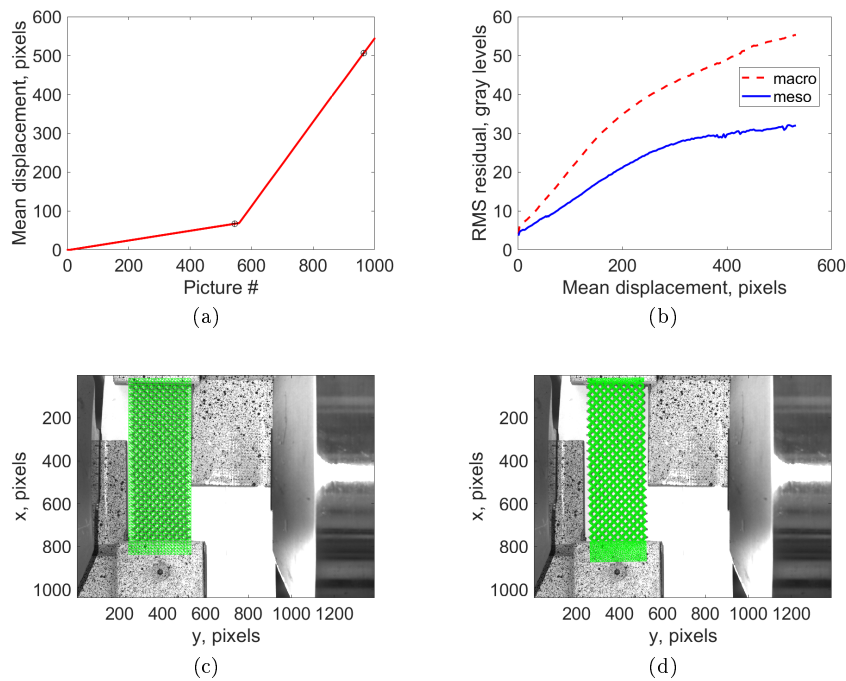 600
500
400
300
200
100
0
0 200 400 600 800 1000
Mean displacement, pixels
Picture #
(a)
60
50
40
30
20
10
0
0 200 400 600
RMS residual, gray levels
macro
meso
Mean displacement, pixels
(b)
200
400
600
800
1000
x, pixels
200 400 600 800 1000 1200
y, pixels
(c)
200
400
600
800
1000
x, pixels
200 400 600 800 1000 1200
y, pixels
(d)